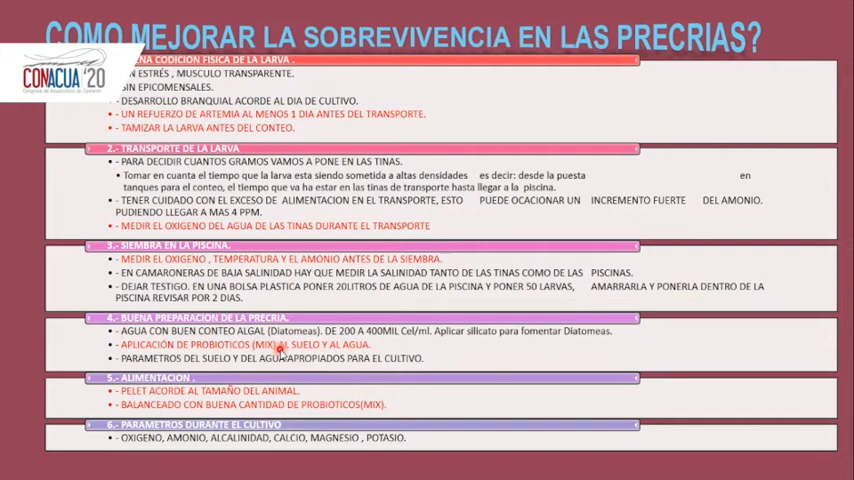 COMO MEJORAR LA SOBREVIVENCIA EN LAS PRECRIAS?
CONACUA '20
Congreso de Acuacultura de Camarón
ENA CODICION FISICA DE LA LARVA .
N ESTRÉS , MUSCULO TRANSPARENTE.
SIN EPICOMENSALES.
• - DESARROLLO BRANQUIAL ACORDE AL DIA DE CULTIVO.
• - UN REFUERZO DE ARTEMIA AL MENOS 1 DIA ANTES DEL TRANSPORTE.
• - TAMIZAR LA LARVA ANTES DEL CONTEO.
2.- TRANSPORTE DE LA LARVA
• - PARA DECIDIR CUANTOS GRAMOS VAMOS A PONE EN LAS TINAS.
• Tomar en cuanta el tiempo que la larva esta siendo sometida a altas densidades es decir: desde la puesta en
tanques para el conteo, el tiempo que va ha estar en las tinas de transporte hasta llegar a la piscina.
• - TENER CUIDADO CON EL EXCESO DE ALIMENTACION EN EL TRANSPORTE, ESTO PUEDE OCACIONAR UN INCREMENTO FUERTE DEL AMONIO.
PUDIENDO LLEGAR A MAS 4 PPM.
• - MEDIR EL OXIGENO DEL AGUA DE LAS TINAS DURANTE EL TRANSPORTE
3.- SIEMBRA EN LA PISCINA.
• - MEDIR EL OXIGENO , TEMPERATURA Y EL AMONIO ANTES DE LA SIEMBRA.
• - EN CAMARONERAS DE BAJA SALINIDAD HAY QUE MEDIR LA SALINIDAD TANTO DE LAS TINAS COMO DE LAS PISCINAS.
• - DEJAR TESTIGO. EN UNA BOLSA PLASTICA PONER 20LITROS DE AGUA DE LA PISCINA Y PONER 50 LARVAS, AMARRARLA Y PONERLA DENTRO DE LA
PISCINA REVISAR POR 2 DIAS.
4.- BUENA PREPARACION DE LA PRECRIA.
• - AGUA CON BUEN CONTEO ALGAL (Diatomeas). DE 200 A 400MIL Cel/ml. Aplicar silicato para fomentar Diatomeas.
• - APLICACIÓN DE PROBIOTICOS (MIX) AL SUELO Y AL AGUA.
• - PARAMETROS DEL SUELO Y DEL AGUA APROPIADOS PARA EL CULTIVO.
5.- ALIMENTACION ,
• - PELET ACORDE AL TAMAÑO DEL ANIMAL.
• - BALANCEADO CON BUENA CANTIDAD DE PROBIOTICOS(MIX).
6.- PARAMETROS DURANTE EL CULTIVO
• - OXIGENO, AMONIO, ALCALINIDAD, CALCIO, MAGNESIO , POTASIO.